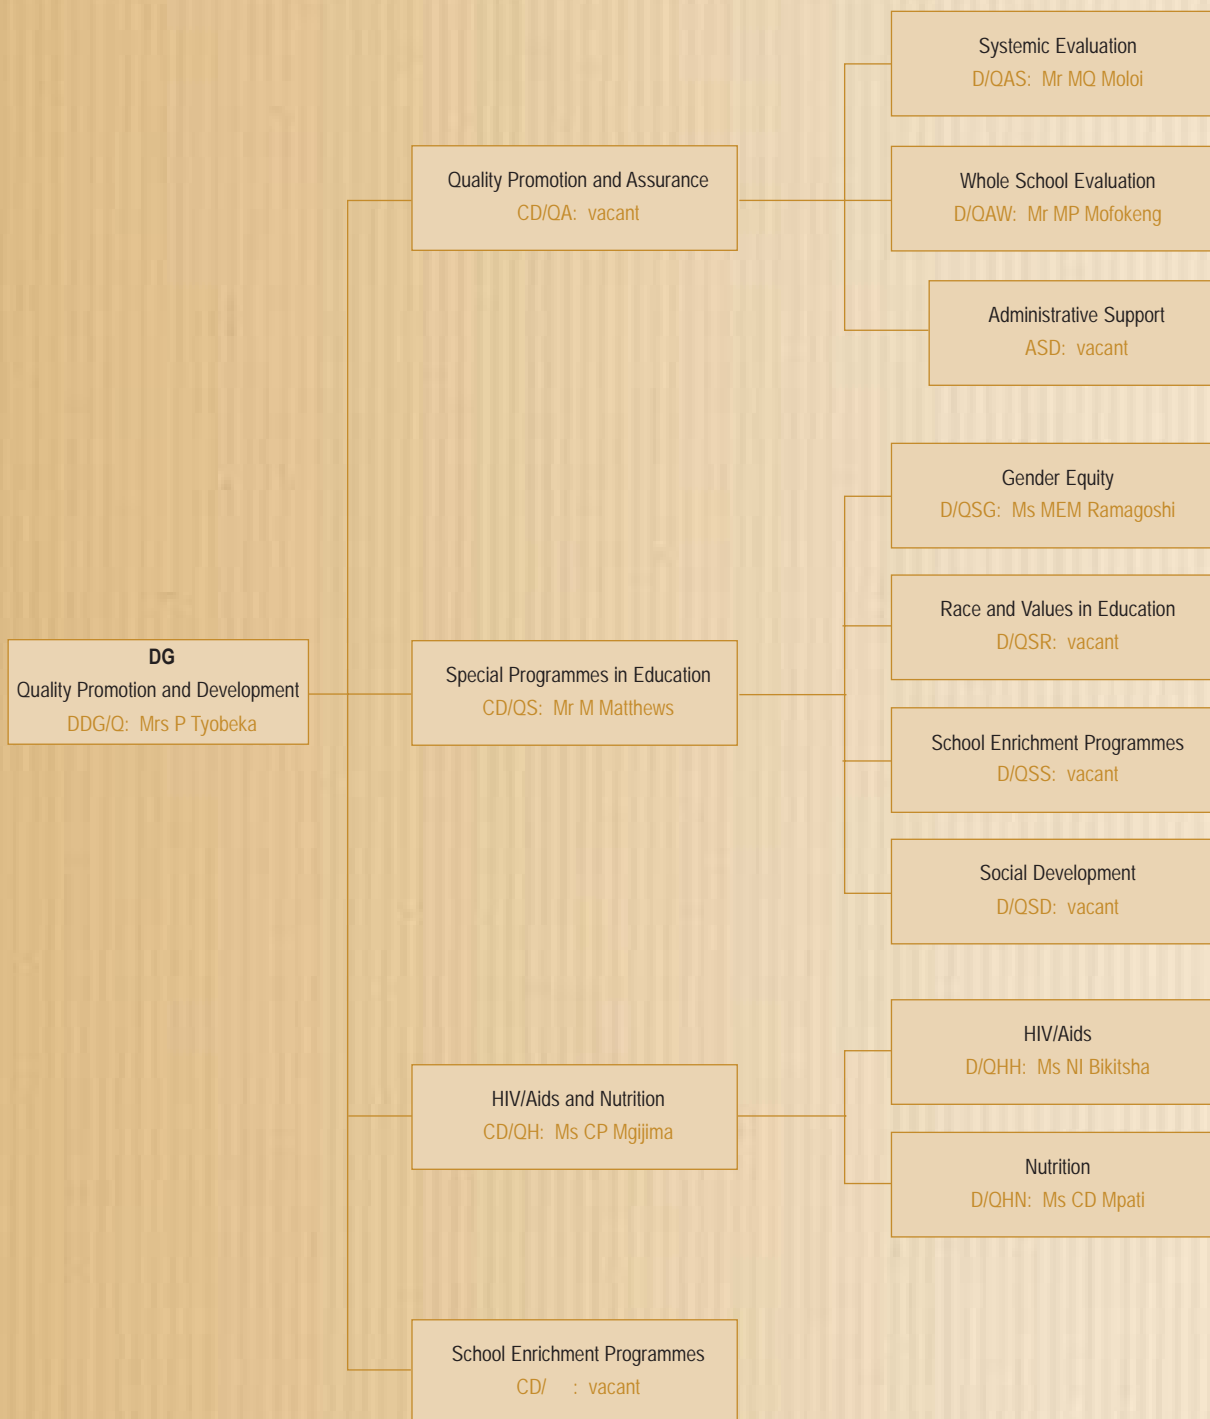 DG
Quality Promotion and Development
DDG/Q: Mrs P Tyobeka
Quality Promotion and Assurance
CD/QA: vacant
Systemic Evaluation
D/QAS: Mr MQ Moloi
Whole School Evaluation
D/QAW: Mr MP Mofokeng
Administrative Support
ASD: vacant
Special Programmes in Education
CD/QS: Mr M Matthews
Gender Equity
D/QSG: Ms MEM Ramagoshi
Race and Values in Education
D/QSR: vacant
School Enrichment Programmes
D/QSS: vacant
Social Development
D/QSD: vacant
HIV/Aids and Nutrition
CD/QH: Ms CP Mgijima
HIV/Aids
D/QHH: Ms NI Bikitsha
Nutrition
D/QHN: Ms CD Mpati
School Enrichment Programmes
CD/ : vacant